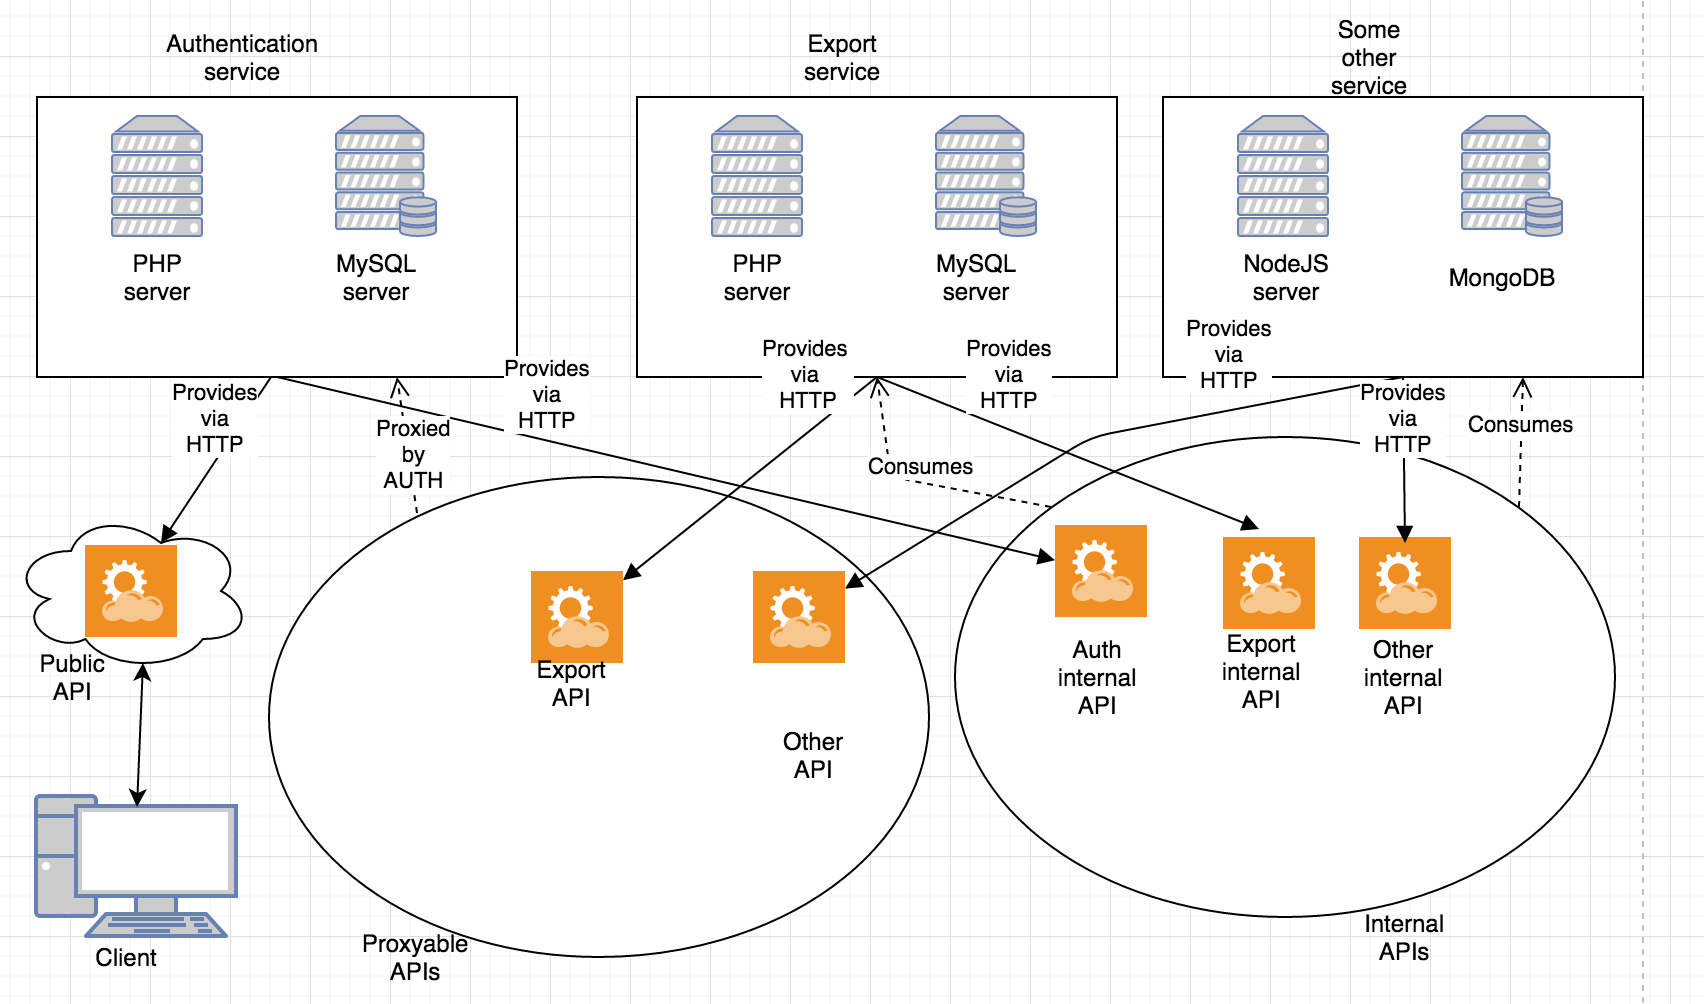 Authentication
service
Export
service
Some
other
service
PHP
server
MySQL
server
PHP
server
MySQL
server
NodeJS
server
MongoDB
Provides
via
HTTP
Proxied
by
AUTH
Provides
via
HTTP
Provides
via
HTTP
Provides
via
HTTP
Consumes
Provides
via
HTTP
Provides
via
HTTP
Consumes
Public
API
Export
API
Other
API
Auth
internal
API
Export
internal
API
Other
internal
API
Client
Proxyable
APIs
Internal
APIs